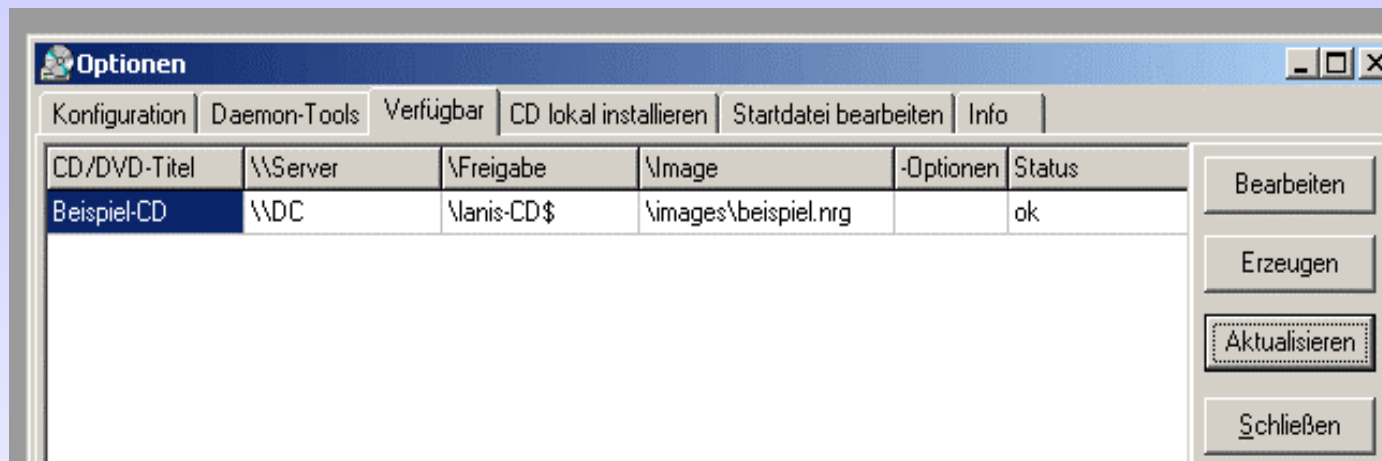 Optionen
Konfiguration Daemon-Tools Verfügbar CD lokal installieren Startdatei bearbeiten Info
CD/DVD-Titel \\Server \Freigabe \Image -Optionen Status
Beispiel-CD \\DC \lanis-CD$ \images\beispiel.nrg ok
Bearbeiten
Erzeugen
Aktualisieren
Schließen